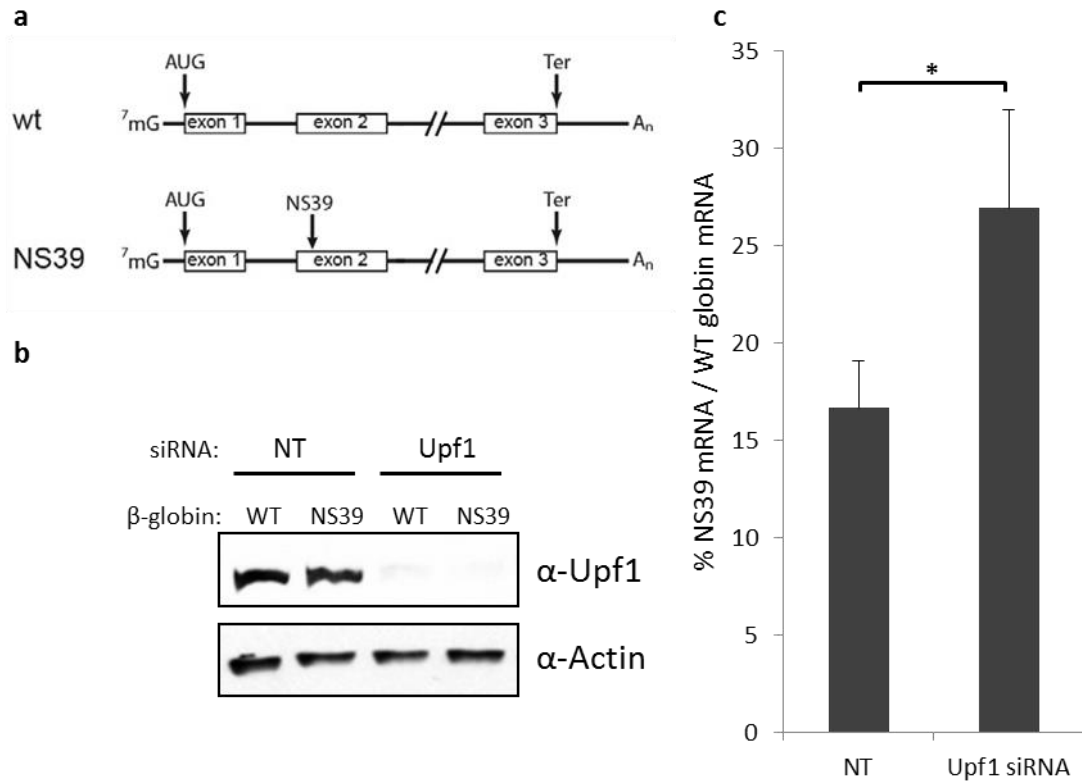 a
AUG
Ter
wt
⁷mG
exon 1
exon 2
//
exon 3
Aₙ
AUG
NS39
Ter
NS39
⁷mG
exon 1
exon 2
//
exon 3
Aₙ
b
siRNA: NT Upf1
β-globin: WT NS39 WT NS39
α-Upf1
α-Actin
c
% NS39 mRNA / WT globin mRNA
35
30
25
20
15
10
5
0
*
NT Upf1 siRNA